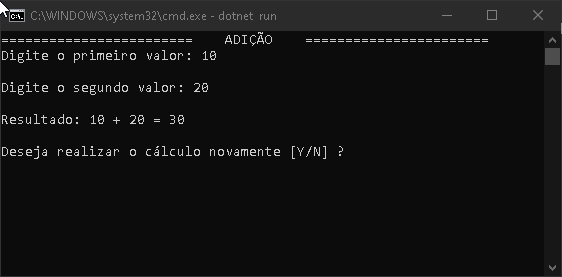 C:\WINDOWS\system32\cmd.exe - dotnet run
========================    ADIÇÃO    =======================
Digite o primeiro valor: 10
Digite o segundo valor: 20
Resultado: 10 + 20 = 30
Deseja realizar o cálculo novamente [Y/N] ?